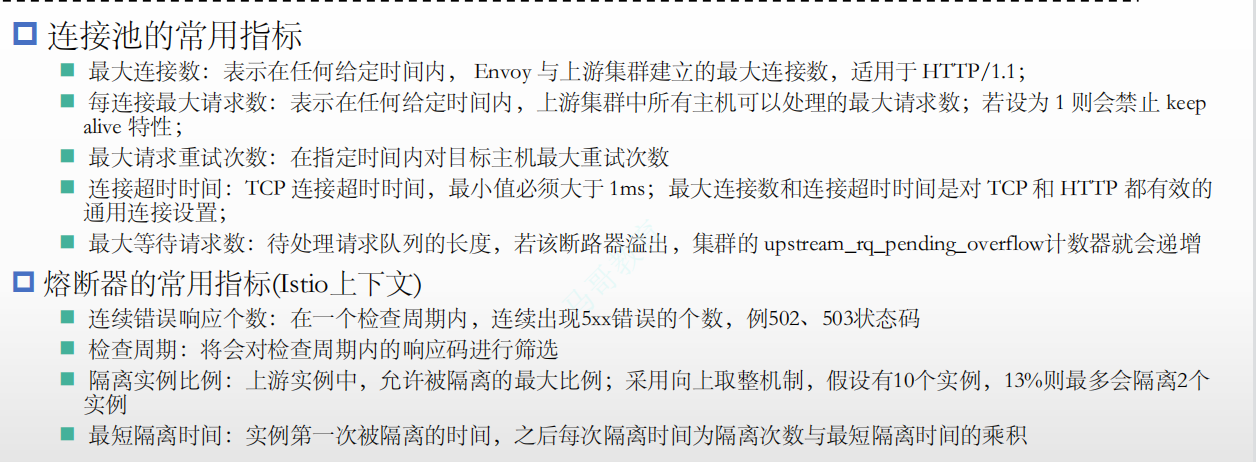 连接池的常用指标
最大连接数：表示在任何给定时间内， Envoy 与上游集群建立的最大连接数，适用于 HTTP/1.1；
每连接最大请求数：表示在任何给定时间内，上游集群中所有主机可以处理的最大请求数；若设为 1 则会禁止 keep
alive 特性；
最大请求重试次数：在指定时间内对目标主机最大重试次数
连接超时时间：TCP 连接超时时间，最小值必须大于 1ms；最大连接数和连接超时时间是对 TCP 和 HTTP 都有效的
通用连接设置；
最大等待请求数：待处理请求队列的长度，若该断路器溢出，集群的 upstream_rq_pending_overflow计数器就会递增
熔断器的常用指标(Istio上下文)
连续错误响应个数：在一个检查周期内，连续出现5xx错误的个数，例502、503状态码
检查周期：将会对检查周期内的响应码进行筛选
隔离实例比例：上游实例中，允许被隔离的最大比例；采用向上取整机制，假设有10个实例，13%则最多会隔离2个
实例
最短隔离时间：实例第一次被隔离的时间，之后每次隔离时间为隔离次数与最短隔离时间的乘积